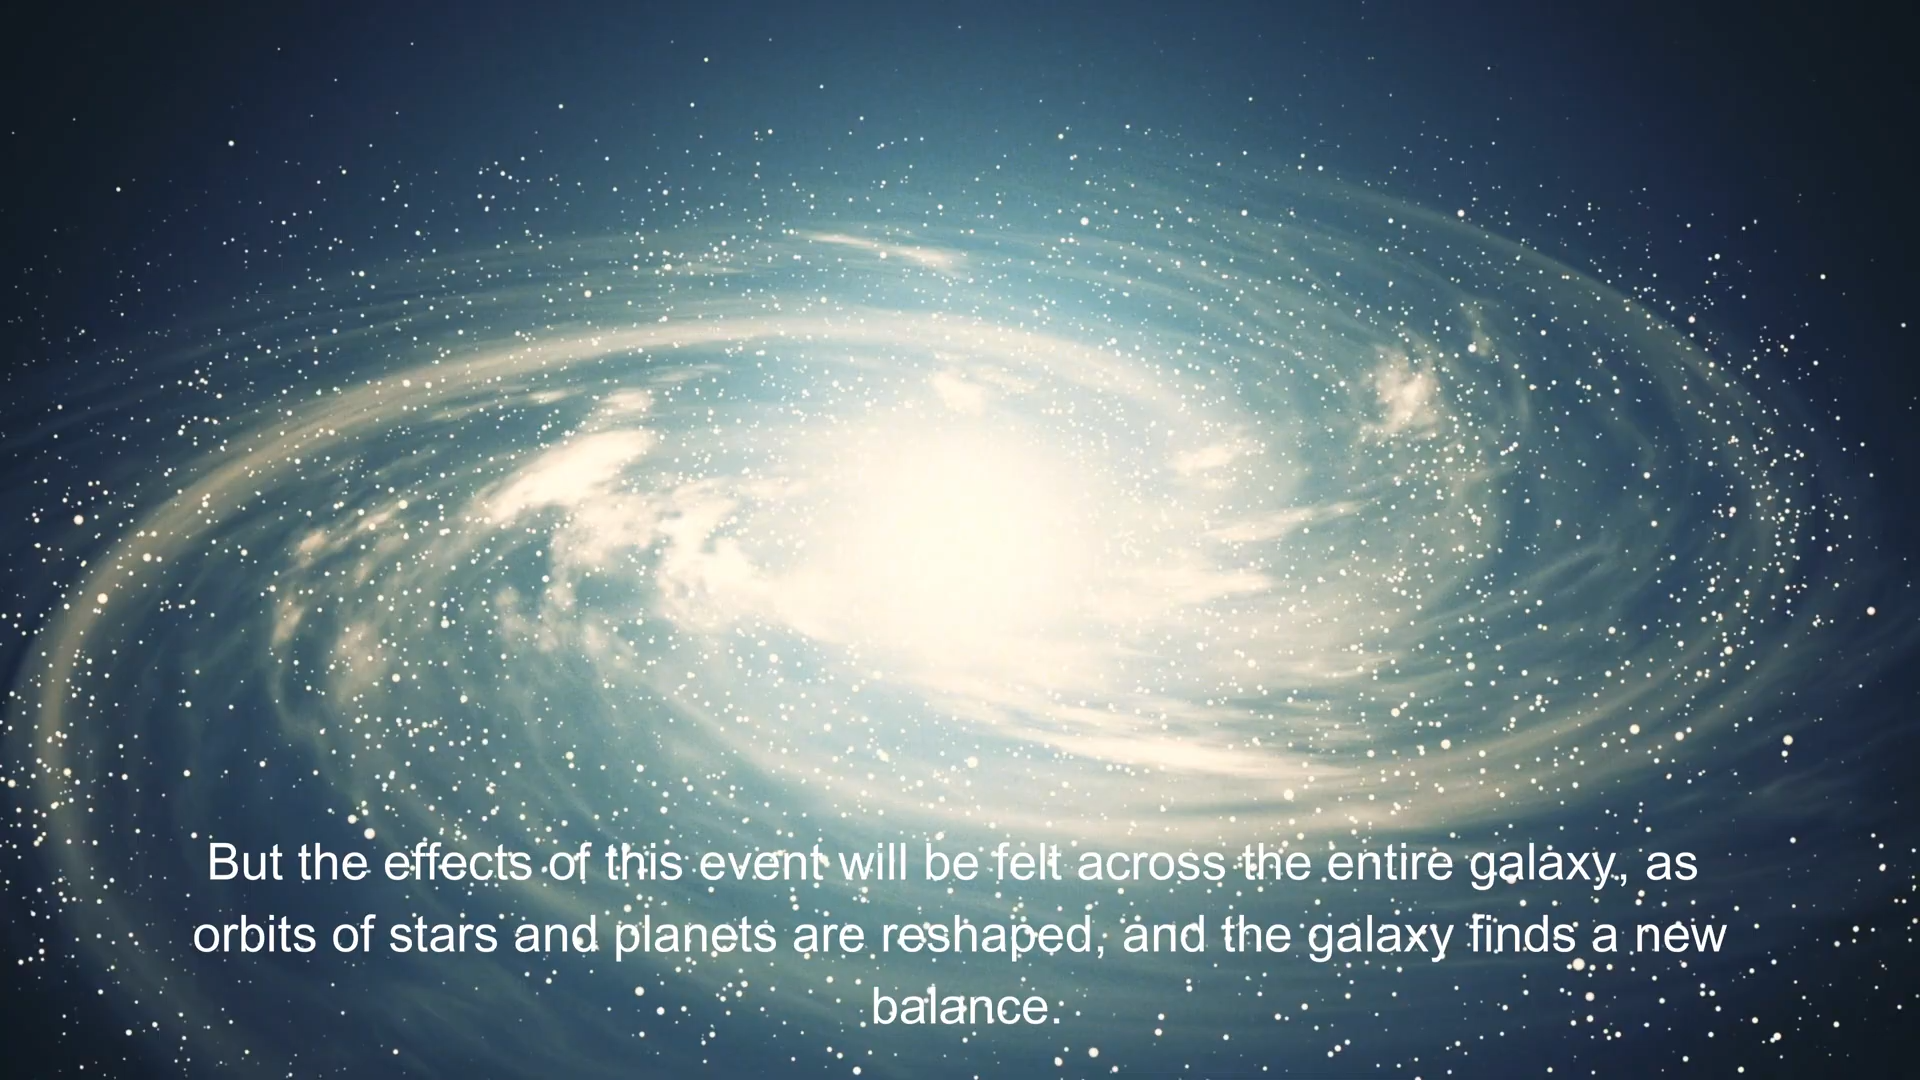 But the effects of this event will be felt across the entire galaxy, as
orbits of stars and planets are reshaped, and the galaxy finds a new
balance.